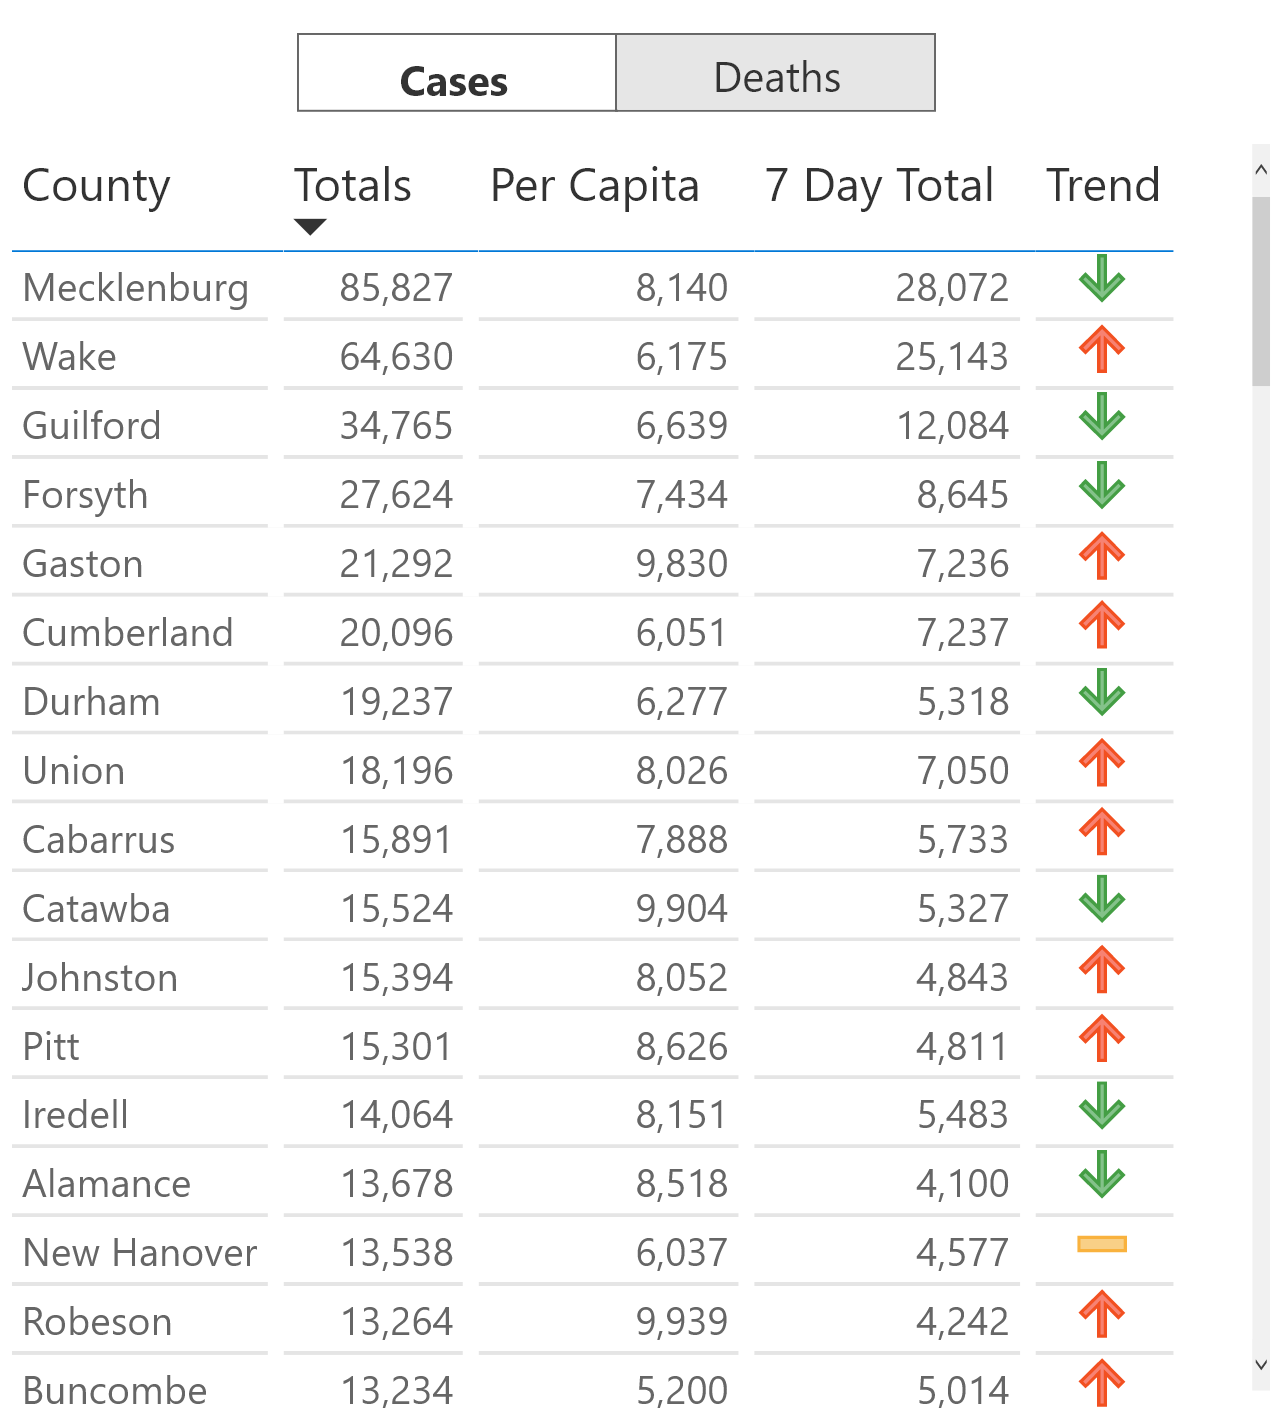 Cases Deaths
County Totals Per Capita 7 Day Total Trend
Mecklenburg 85,827 8,140 28,072
Wake 64,630 6,175 25,143
Guilford 34,765 6,639 12,084
Forsyth 27,624 7,434 8,645
Gaston 21,292 9,830 7,236
Cumberland 20,096 6,051 7,237
Durham 19,237 6,277 5,318
Union 18,196 8,026 7,050
Cabarrus 15,891 7,888 5,733
Catawba 15,524 9,904 5,327
Johnston 15,394 8,052 4,843
Pitt 15,301 8,626 4,811
Iredell 14,064 8,151 5,483
Alamance 13,678 8,518 4,100
New Hanover 13,538 6,037 4,577
Robeson 13,264 9,939 4,242
Buncombe 13,234 5,200 5,014